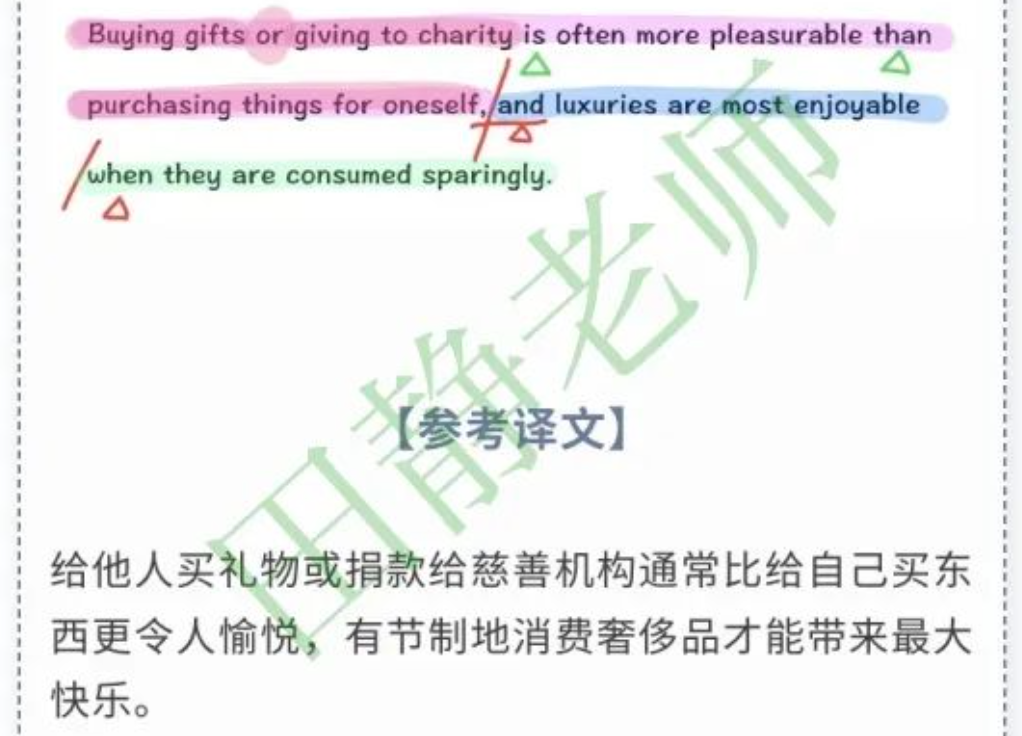 Buying gifts or giving to charity is often more pleasurable than
purchasing things for oneself, and luxuries are most enjoyable
when they are consumed sparingly.
田静老师
【参考译文】
给他人买礼物或捐款给慈善机构通常比给自己买东
西更令人愉悦，有节制地消费奢侈品才能带来最大
快乐。